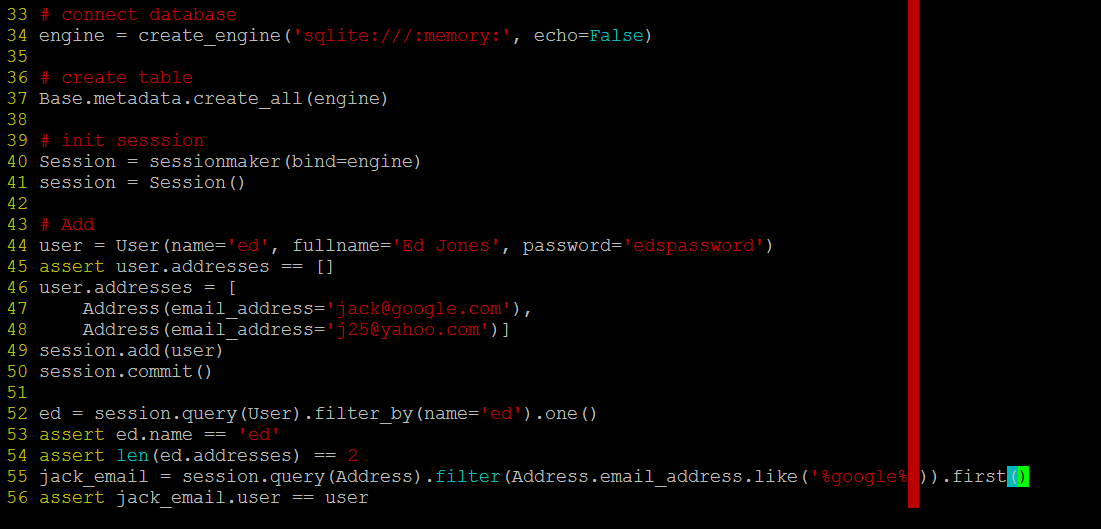 33 # connect database
34 engine = create_engine('sqlite:///:memory:', echo=False)
35
36 # create table
37 Base.metadata.create_all(engine)
38
39 # init sesssion
40 Session = sessionmaker(bind=engine)
41 session = Session()
42
43 # Add
44 user = User(name='ed', fullname='Ed Jones', password='edspassword')
45 assert user.addresses == []
46 user.addresses = [
47     Address(email_address='jack@google.com'),
48     Address(email_address='j25@yahoo.com')]
49 session.add(user)
50 session.commit()
51
52 ed = session.query(User).filter_by(name='ed').one()
53 assert ed.name == 'ed'
54 assert len(ed.addresses) == 2
55 jack_email = session.query(Address).filter(Address.email_address.like('%google%')).first()
56 assert jack_email.user == user